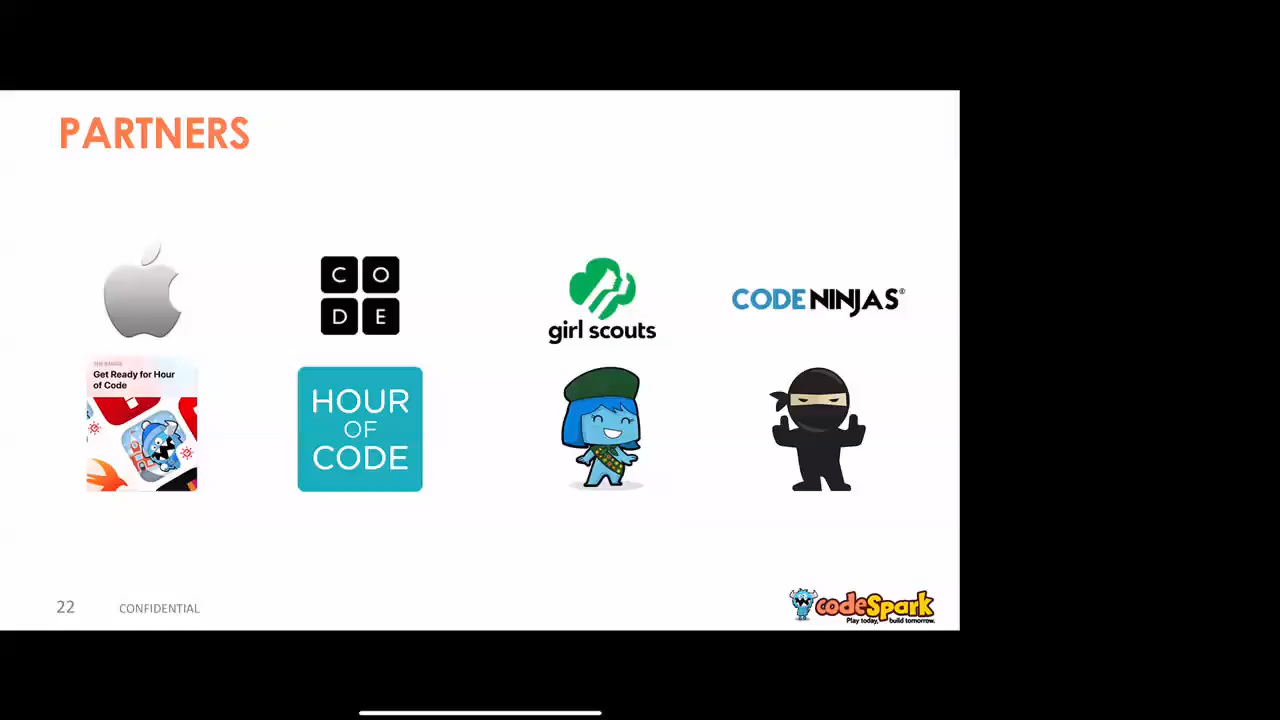 PARTNERS
C O
D E
girl scouts
CODE NINJAS®
Get Ready for Hour
of Code
HOUR
OF
CODE
22 CONFIDENTIAL
codeSpark
Play today, build tomorrow.